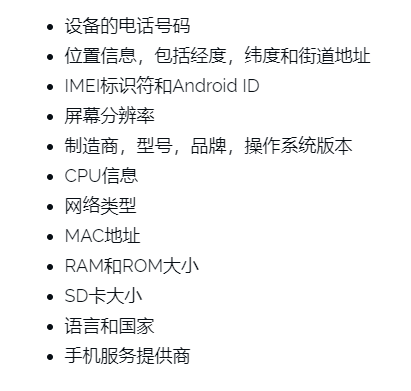 设备的电话号码
位置信息，包括经度，纬度和街道地址
IMEI标识符和Android ID
屏幕分辨率
制造商，型号，品牌，操作系统版本
CPU信息
网络类型
MAC地址
RAM和ROM大小
SD卡大小
语言和国家
手机服务提供商